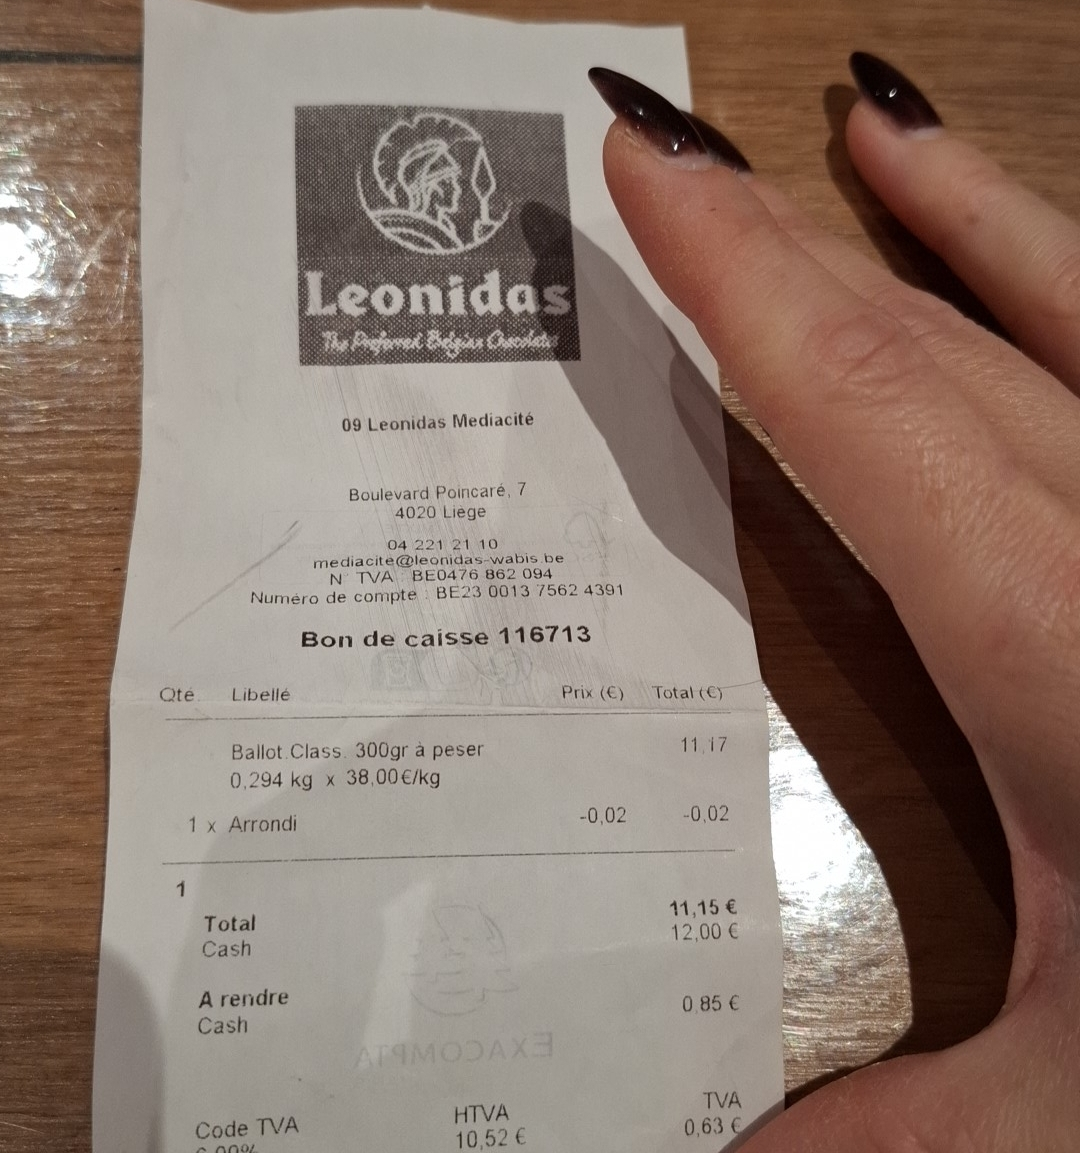 Leonidas
The Preferred Belgian Chocolates
09 Leonidas Mediacité
Boulevard Poincaré, 7
4020 Liege
04 221 21 10
mediacite@leonidas-wabis.be
N° TVA : BE0476 862 094
Numéro de compte : BE23 0013 7562 4391
Bon de caisse 116713
Qté Libellé Prix (€) Total (€)
Ballot.Class. 300gr à peser 11,17
0,294 kg x 38,00€/kg
1 x Arrondi -0,02 -0,02
1
Total 11,15 €
Cash 12,00 €
A rendre
Cash 0,85 €
EXACOMPTA
Code TVA HTVA TVA
6,00% 10,52 € 0,63 €